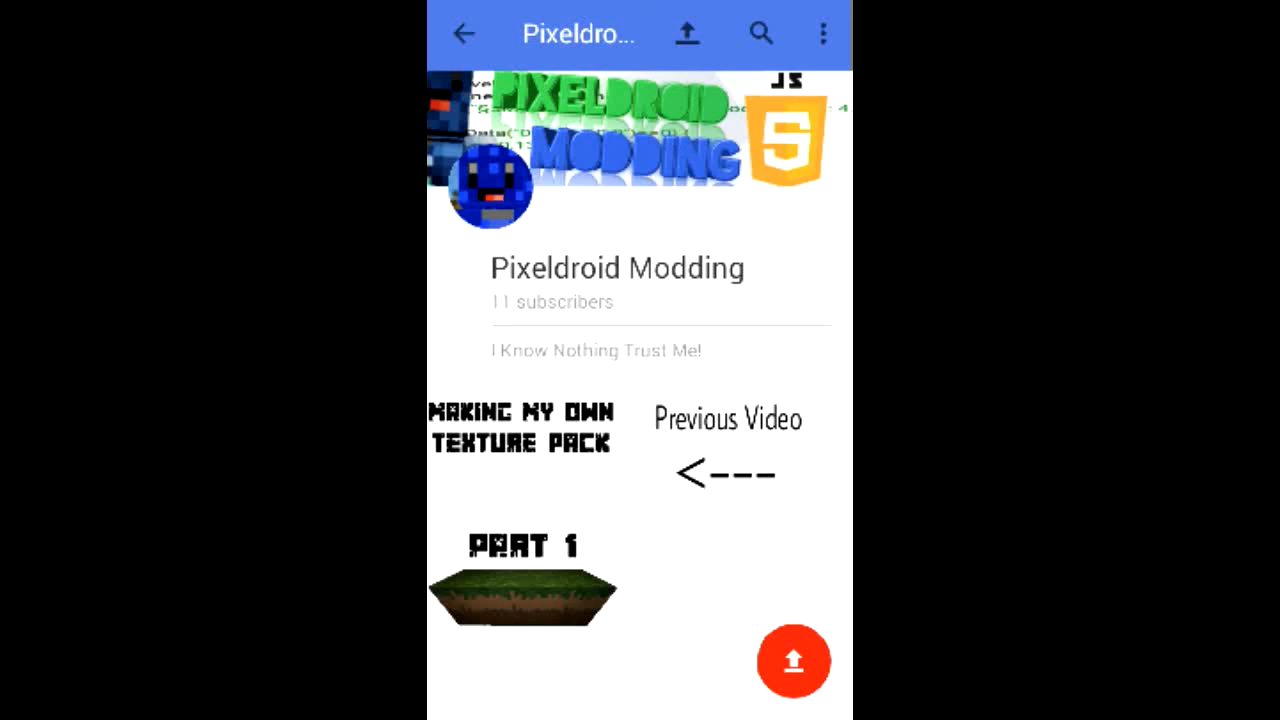 Pixeldro...
PIXELDROID
MODDING
JS
5
Pixeldroid Modding
11 subscribers
I Know Nothing Trust Me!
MAKING MY OWN
TEXTURE PACK
Previous Video
<---
PART 1